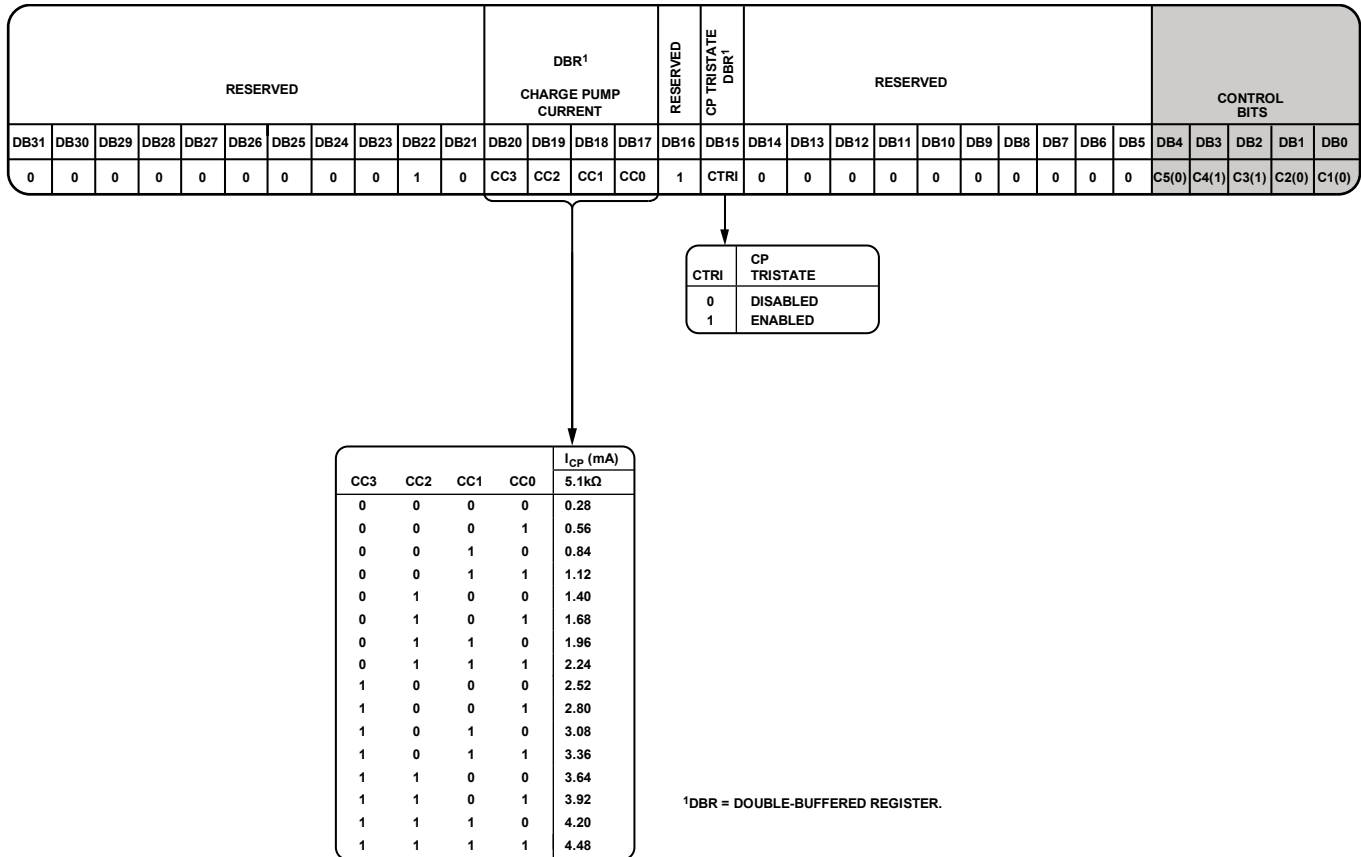 RESERVED
DBR1
CHARGE PUMP
CURRENT
RESERVED
CP TRISTATE
DBR1
RESERVED
CONTROL
BITS
DB31 DB30 DB29 DB28 DB27 DB26 DB25 DB24 DB23 DB22 DB21 DB20 DB19 DB18 DB17 DB16 DB15 DB14 DB13 DB12 DB11 DB10 DB9 DB8 DB7 DB6 DB5 DB4 DB3 DB2 DB1 DB0
0 0 0 0 0 0 0 0 0 1 0 CC3 CC2 CC1 CC0 1 CTRI 0 0 0 0 0 0 0 0 0 0 C5(0) C4(1) C3(1) C2(0) C1(0)
CP
CTRI TRISTATE
0 DISABLED
1 ENABLED
ICP (mA)
CC3 CC2 CC1 CC0 5.1kΩ
0 0 0 0 0.28
0 0 0 1 0.56
0 0 1 0 0.84
0 0 1 1 1.12
0 1 0 0 1.40
0 1 0 1 1.68
0 1 1 0 1.96
0 1 1 1 2.24
1 0 0 0 2.52
1 0 0 1 2.80
1 0 1 0 3.08
1 0 1 1 3.36
1 1 0 0 3.64
1 1 0 1 3.92
1 1 1 0 4.20
1 1 1 1 4.48
1DBR = DOUBLE-BUFFERED REGISTER.